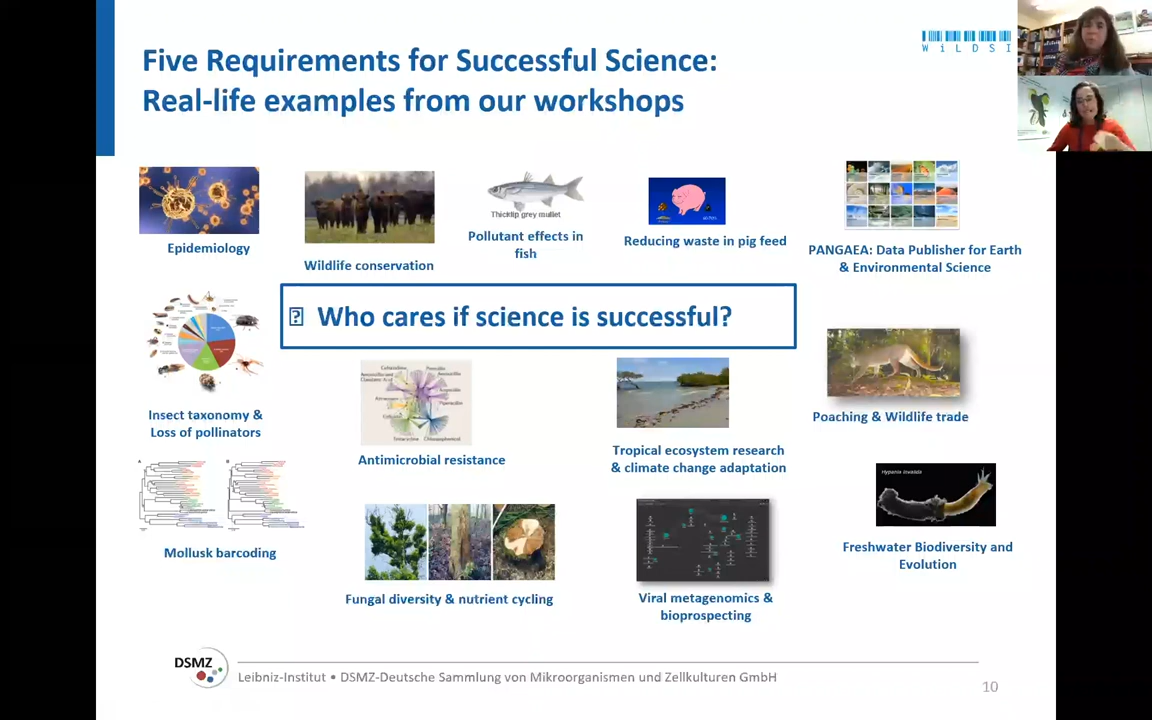 Five Requirements for Successful Science:
Real-life examples from our workshops
WiLDSI
Thicklip grey mullet
Epidemiology
Wildlife conservation
Pollutant effects in
fish
Reducing waste in pig feed
PANGAEA: Data Publisher for Earth
& Environmental Science
Who cares if science is successful?
Insect taxonomy &
Loss of pollinators
Antimicrobial resistance
Tropical ecosystem research
& climate change adaptation
Poaching & Wildlife trade
A
B
Mollusk barcoding
Fungal diversity & nutrient cycling
Viral metagenomics &
bioprospecting
Hypania invalida
Freshwater Biodiversity and
Evolution
DSMZ
Leibniz-Institut • DSMZ-Deutsche Sammlung von Mikroorganismen und Zellkulturen GmbH
10